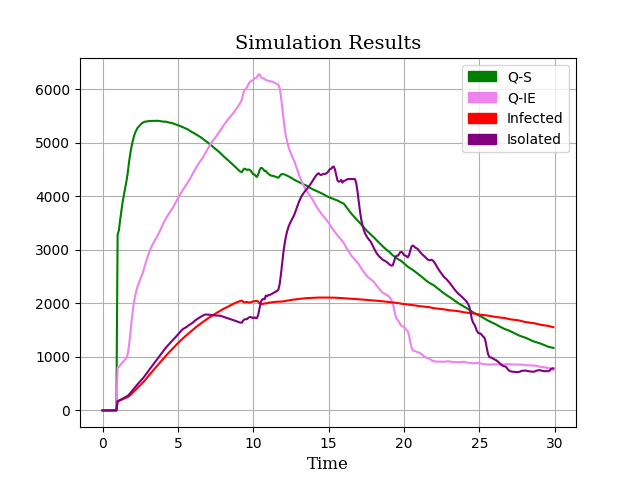 Simulation Results
Q-S
Q-IE
Infected
Isolated
6000
5000
4000
3000
2000
1000
0
0 5 10 15 20 25 30
Time